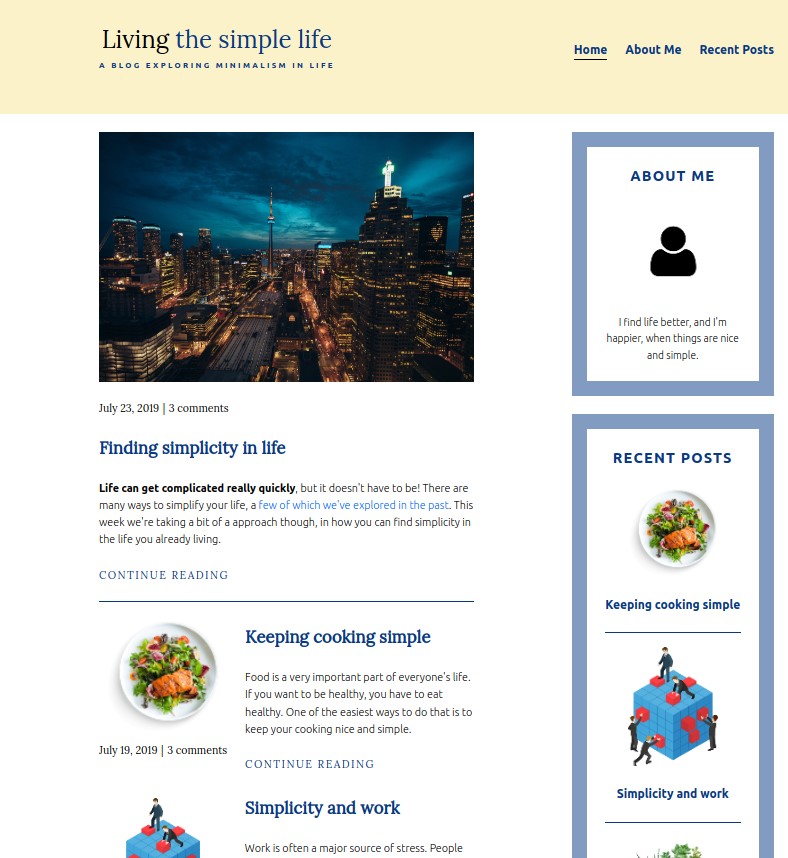 Living the simple life
A BLOG EXPLORING MINIMALISM IN LIFE
Home About Me Recent Posts
July 23, 2019 | 3 comments
Finding simplicity in life
Life can get complicated really quickly, but it doesn't have to be! There are
many ways to simplify your life, a few of which we've explored in the past. This
week we're taking a bit of a approach though, in how you can find simplicity in
the life you already living.
CONTINUE READING
Keeping cooking simple
Food is a very important part of everyone's life.
If you want to be healthy, you have to eat
healthy. One of the easiest ways to do that is to
keep your cooking nice and simple.
July 19, 2019 | 3 comments
CONTINUE READING
Simplicity and work
Work is often a major source of stress. People
ABOUT ME
I find life better, and I'm
happier, when things are nice
and simple.
RECENT POSTS
Keeping cooking simple
Simplicity and work